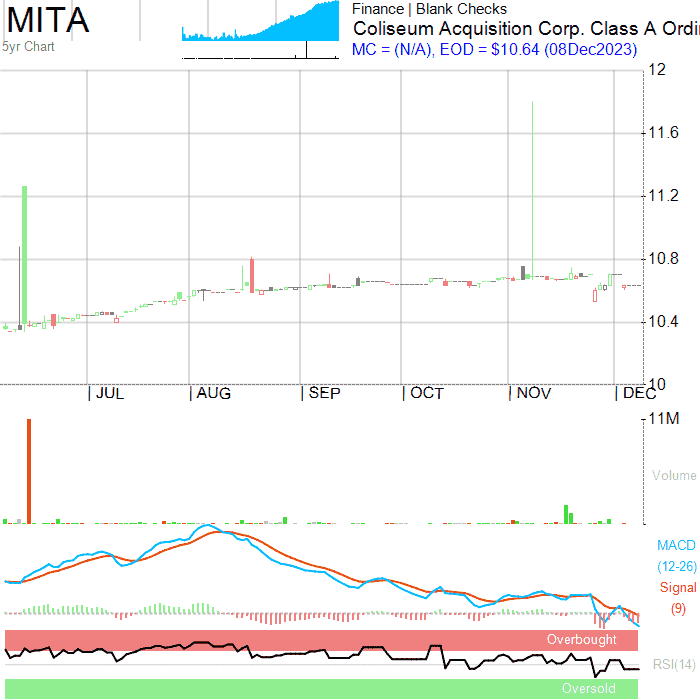 MITA
5yr Chart
Finance | Blank Checks
Coliseum Acquisition Corp. Class A Ordi
MC = (N/A), EOD = $10.64 (08Dec2023)
12
11.6
11.2
10.8
10.4
10
| JUL | AUG | SEP | OCT | NOV | DEC
11M
Volume
MACD
(12-26)
Signal
(9)
Overbought
RSI(14)
Oversold